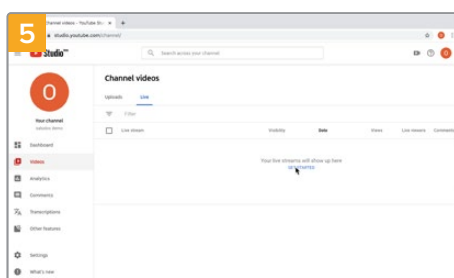 5
Channel videos - YouTube St
studio.youtube.com/channel/
Studio
Search across your channel
O
Channel videos
Uploads Live
Your channel
Filter
Live stream Visibility Date Views Live viewers Comments
Dashboard
Videos
Your live streams will show up here
GET STARTED
Analytics
Comments
Transcriptions
Other features
Settings
What's new